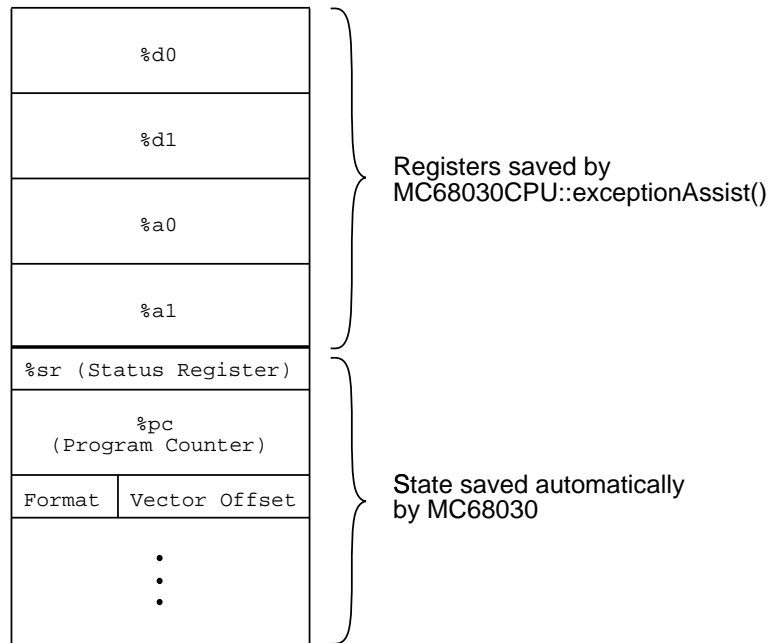 %d0
%d1
%a0
%a1
Registers saved by
MC68030CPU::exceptionAssist()
%sr (Status Register)
%pc
(Program Counter)
Format
Vector Offset
State saved automatically
by MC68030